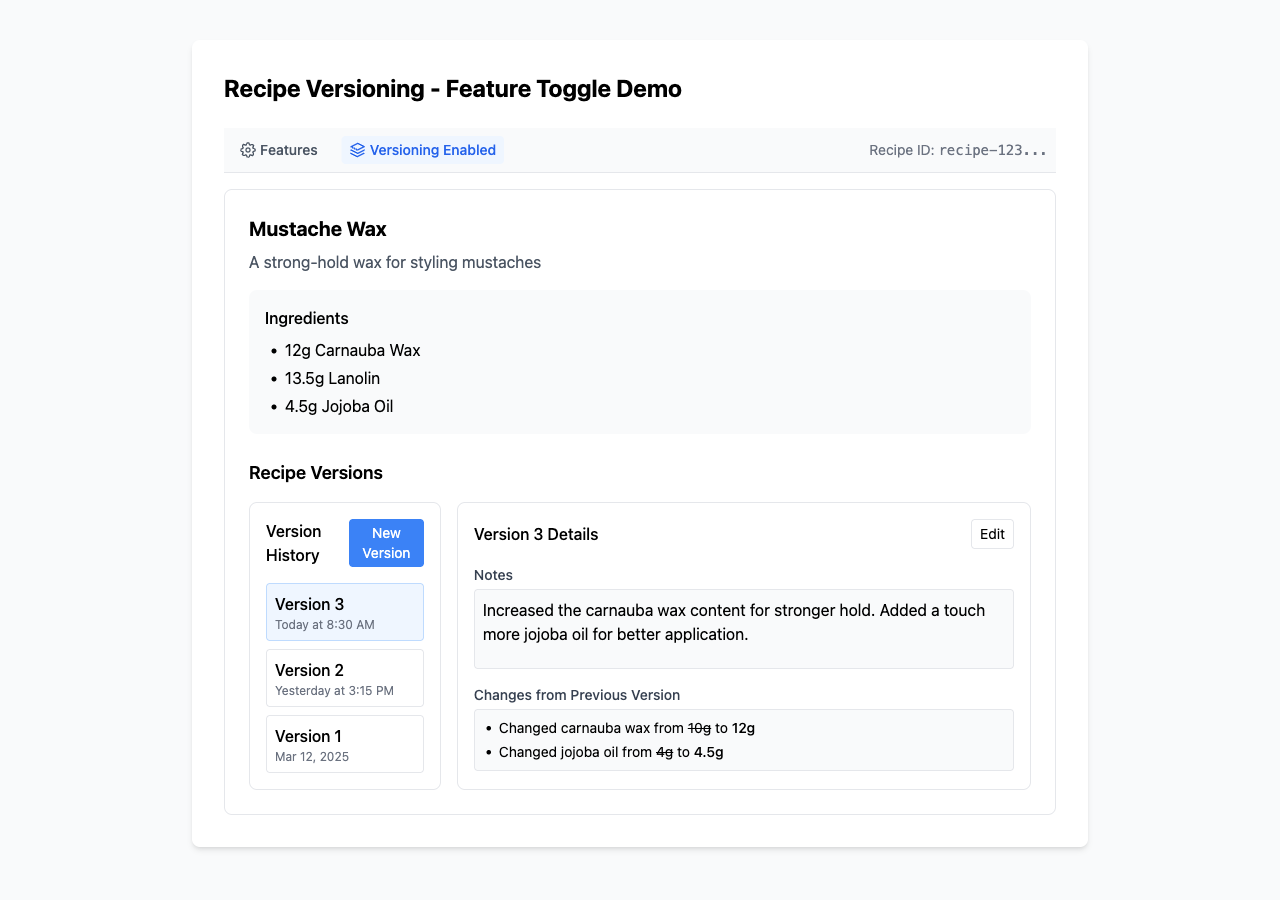 Recipe Versioning - Feature Toggle Demo
Features
Versioning Enabled
Recipe ID: recipe-123...
Mustache Wax
A strong-hold wax for styling mustaches
Ingredients
• 12g Carnauba Wax
• 13.5g Lanolin
• 4.5g Jojoba Oil
Recipe Versions
Version
History
New
Version
Version 3
Today at 8:30 AM
Version 2
Yesterday at 3:15 PM
Version 1
Mar 12, 2025
Version 3 Details
Edit
Notes
Increased the carnauba wax content for stronger hold. Added a touch
more jojoba oil for better application.
Changes from Previous Version
• Changed carnauba wax from 10g to 12g
• Changed jojoba oil from 4g to 4.5g